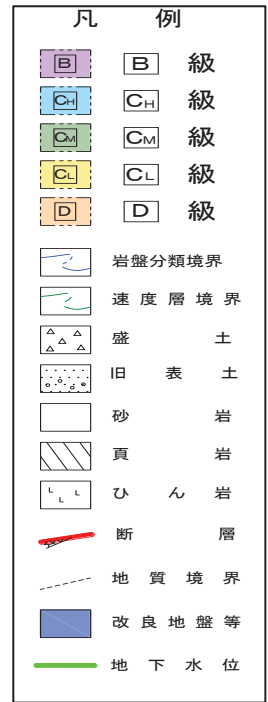 凡 例
B B 級
CH CH 級
CM CM 級
CL CL 級
D D 級
岩盤分類境界
速度層境界
盛 土
旧 表 土
砂 岩
頁 岩
ひ ん 岩
断 層
地 質 境 界
改 良 地 盤 等
地 下 水 位